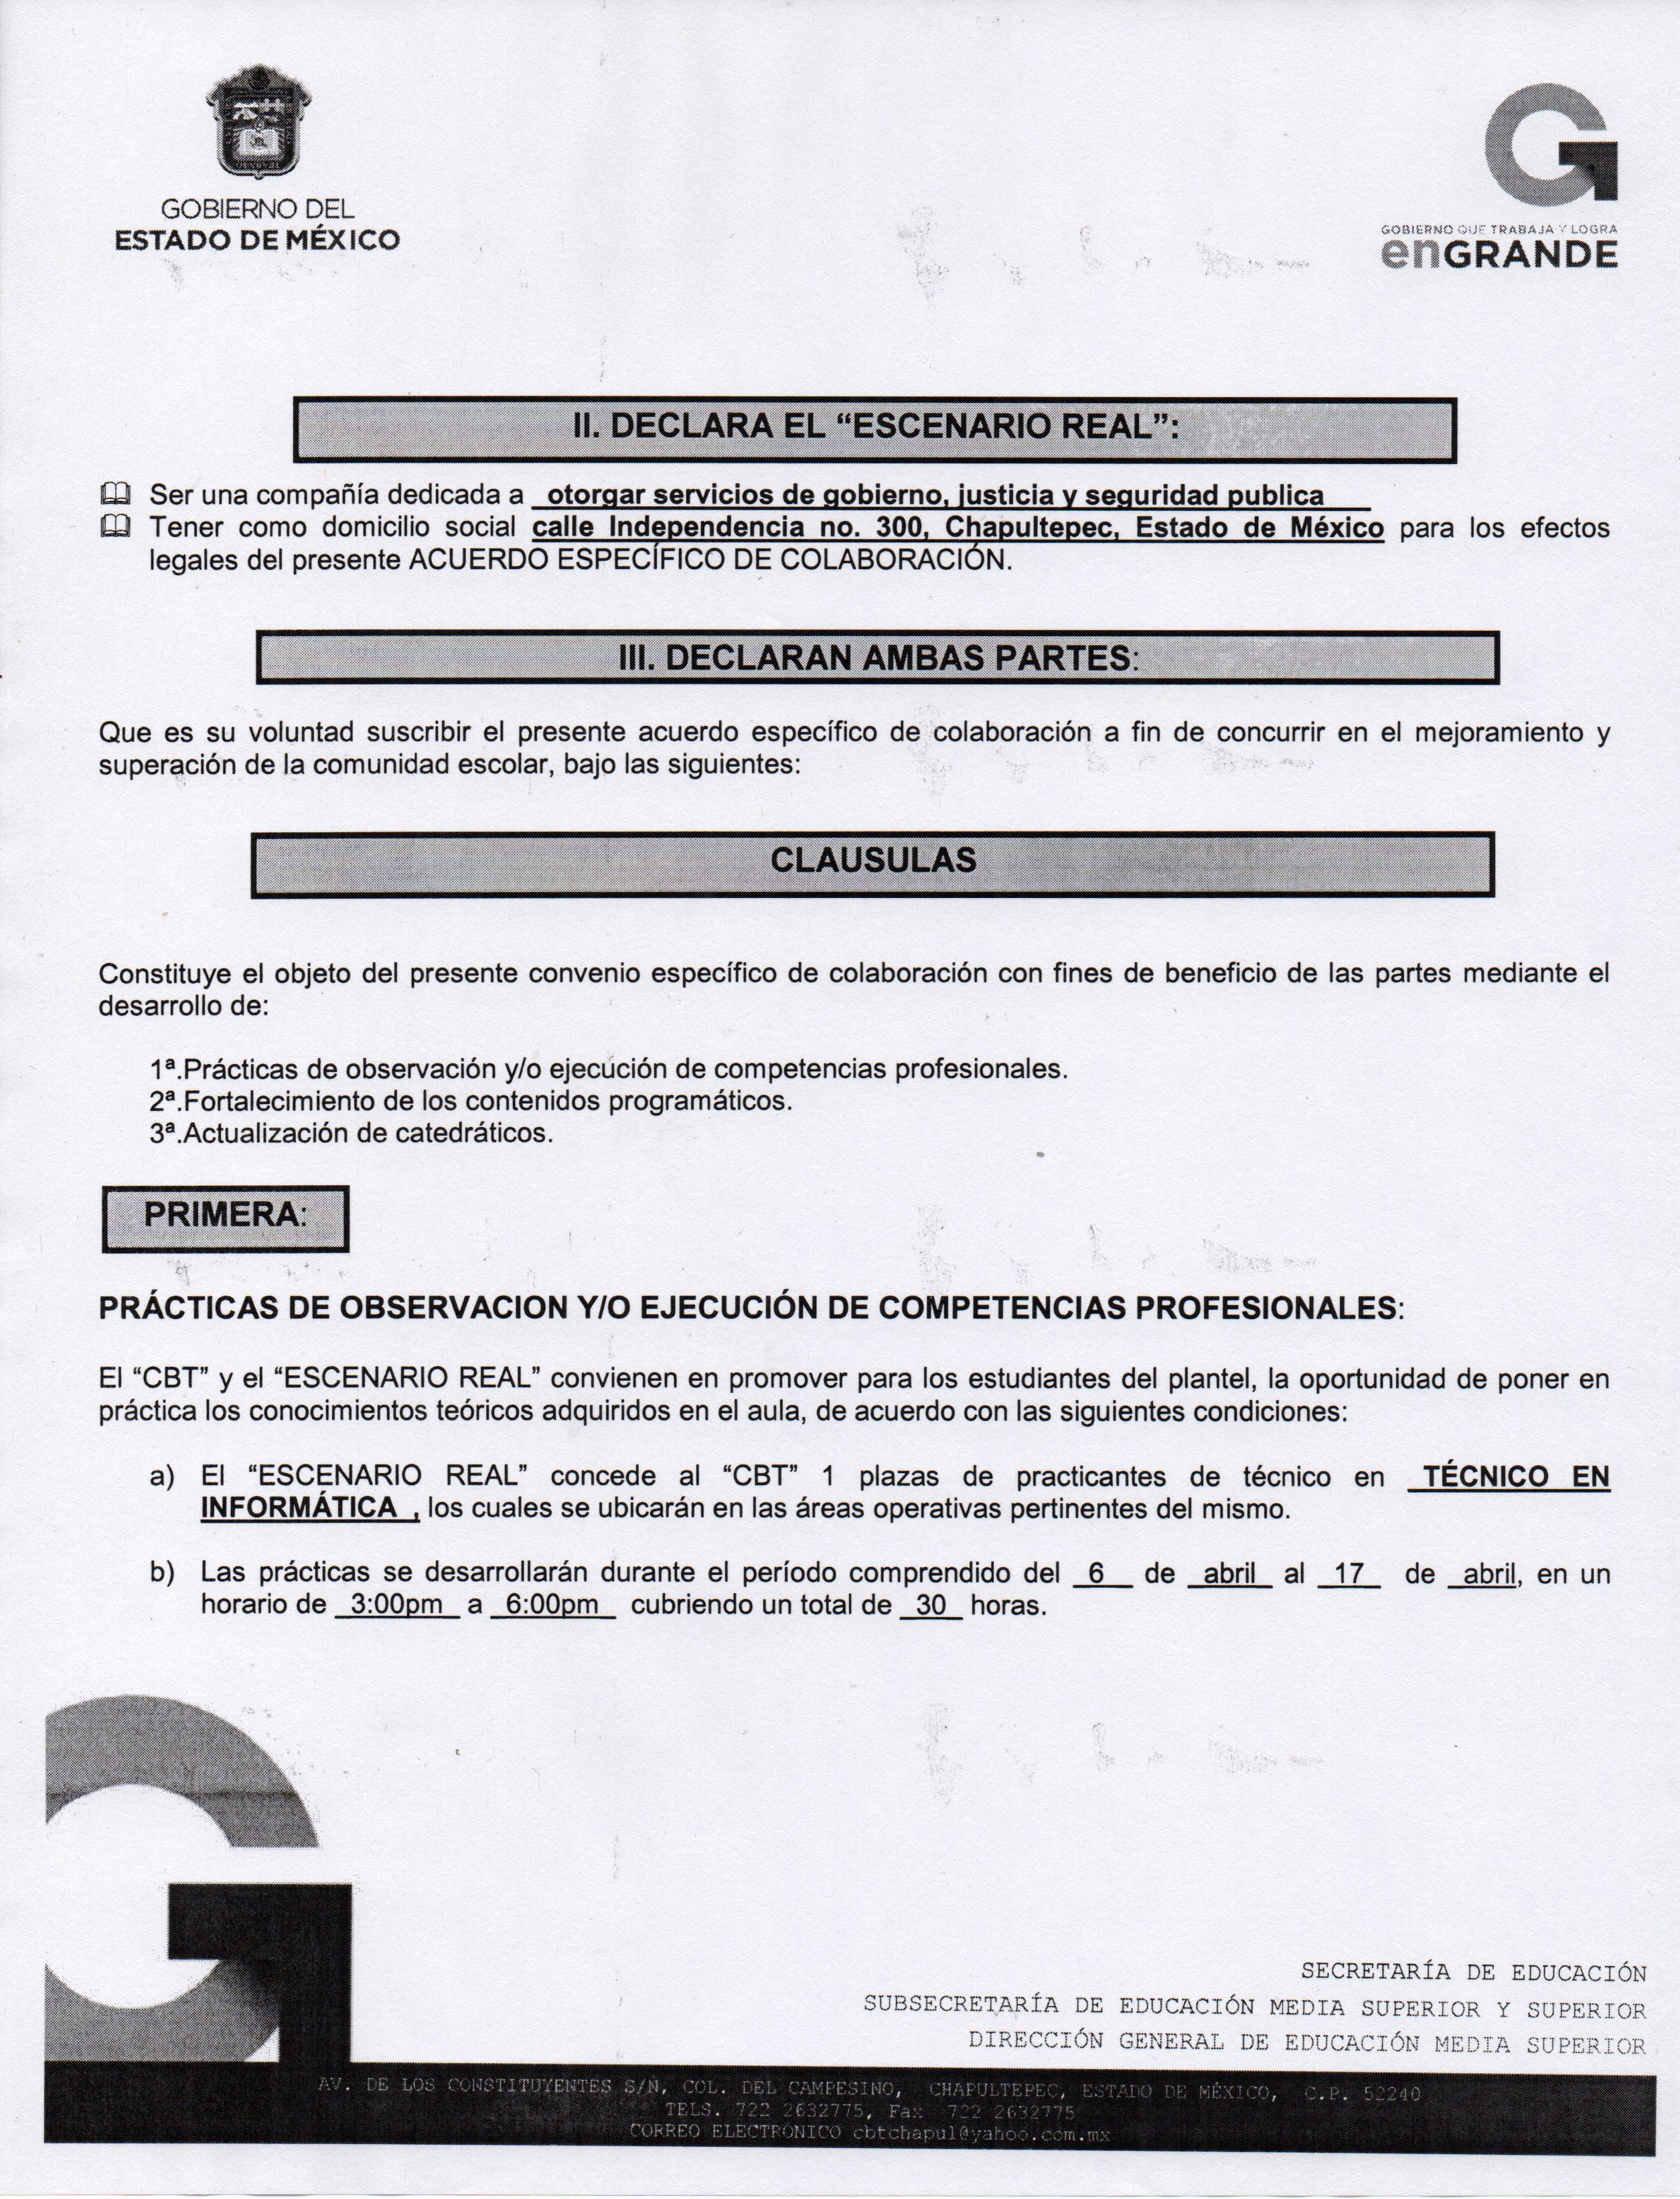 GOBIERNO DEL
ESTADO DE MÉXICO
G
GOBIERNO QUE TRABAJA Y LOGRA
enGRANDE
II. DECLARA EL “ESCENARIO REAL”:
Ser una compañía dedicada a otorgar servicios de gobierno, justicia y seguridad publica
Tener como domicilio social calle Independencia no. 300, Chapultepec, Estado de México para los efectos
legales del presente ACUERDO ESPECÍFICO DE COLABORACIÓN.
III. DECLARAN AMBAS PARTES:
Que es su voluntad suscribir el presente acuerdo específico de colaboración a fin de concurrir en el mejoramiento y
superación de la comunidad escolar, bajo las siguientes:
CLAUSULAS
Constituye el objeto del presente convenio específico de colaboración con fines de beneficio de las partes mediante el
desarrollo de:
1ª.Prácticas de observación y/o ejecución de competencias profesionales.
2ª.Fortalecimiento de los contenidos programáticos.
3ª.Actualización de catedráticos.
PRIMERA:
PRÁCTICAS DE OBSERVACION Y/O EJECUCIÓN DE COMPETENCIAS PROFESIONALES:
El “CBT” y el “ESCENARIO REAL” convienen en promover para los estudiantes del plantel, la oportunidad de poner en
práctica los conocimientos teóricos adquiridos en el aula, de acuerdo con las siguientes condiciones:
a) El “ESCENARIO REAL” concede al “CBT” 1 plazas de practicantes de técnico en TÉCNICO EN
INFORMÁTICA , los cuales se ubicarán en las áreas operativas pertinentes del mismo.
b) Las prácticas se desarrollarán durante el período comprendido del 6 de abril al 17 de abril, en un
horario de 3:00pm a 6:00pm cubriendo un total de 30 horas.
SECRETARÍA DE EDUCACIÓN
SUBSECRETARÍA DE EDUCACIÓN MEDIA SUPERIOR Y SUPERIOR
DIRECCIÓN GENERAL DE EDUCACIÓN MEDIA SUPERIOR
AV. DE LOS CONSTITUYENTES S/N, COL. DEL CAMPESINO, CHAPULTEPEC, ESTADO DE MÉXICO, C.P. 52240
TELS. 722 2632775, Fax 722 2632775
CORREO ELECTRÓNICO cbtchapul@yahoo.com.mx